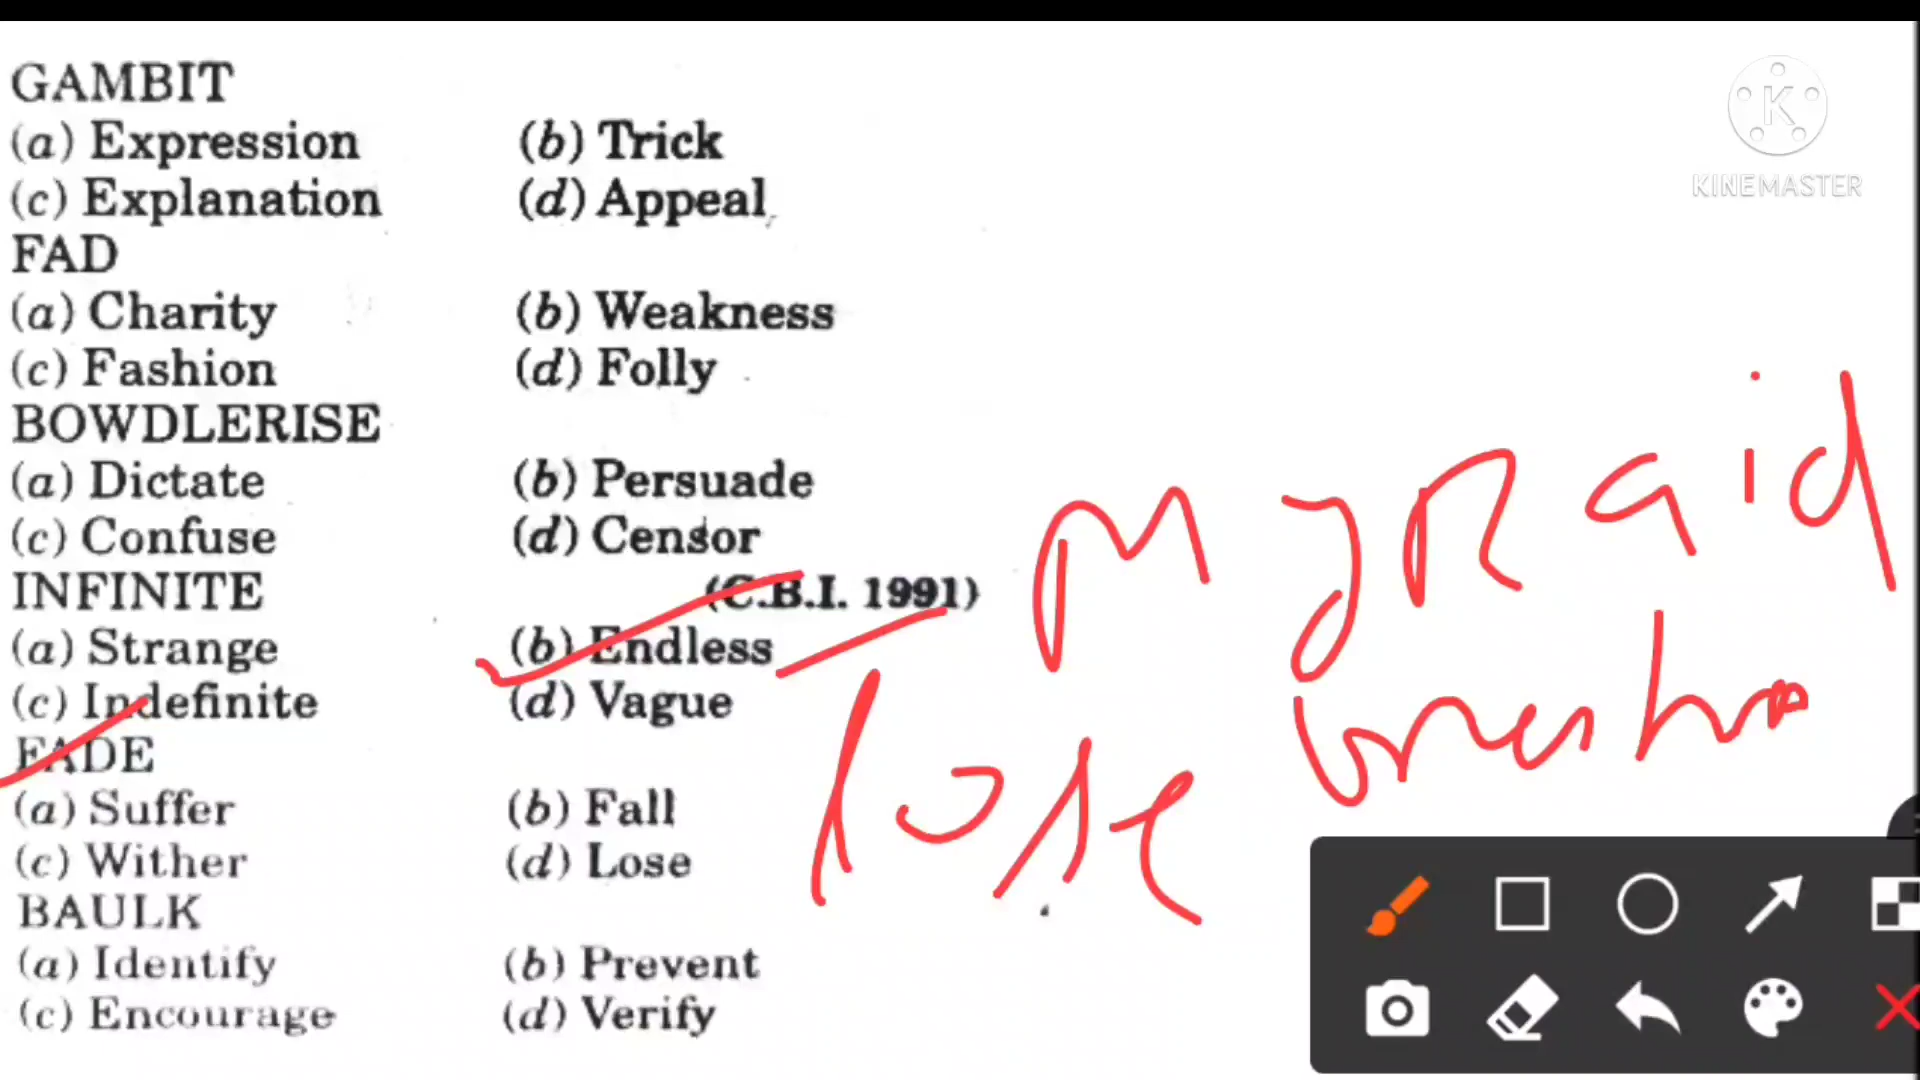 GAMBIT
(a) Expression (b) Trick
(c) Explanation (d) Appeal
FAD
(a) Charity (b) Weakness
(c) Fashion (d) Folly
BOWDLERISE
(a) Dictate (b) Persuade
(c) Confuse (d) Censor
INFINITE (C.B.I. 1991)
(a) Strange (b) Endless
(c) Indefinite (d) Vague
FADE
(a) Suffer (b) Fall
(c) Wither (d) Lose
BAULK
(a) Identify (b) Prevent
(c) Encourage (d) Verify
MyRaid
lose
K
KINEMASTER